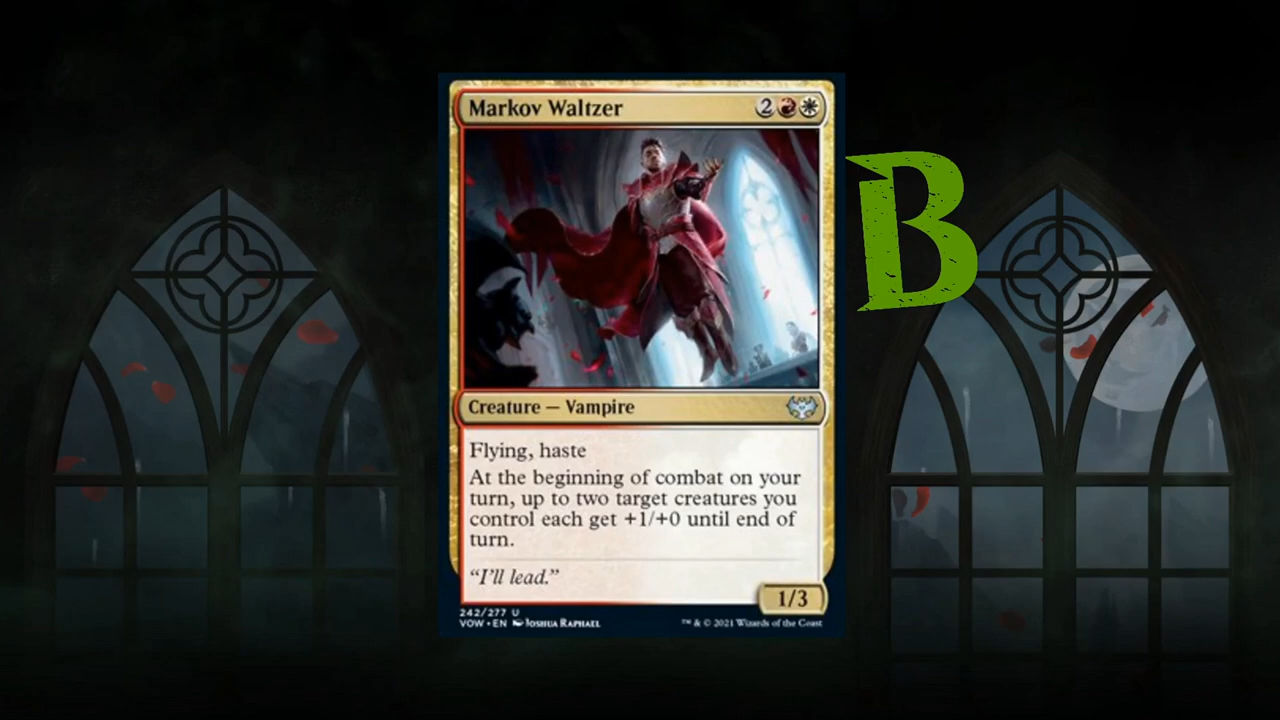 Markov Waltzer 2
B
Creature — Vampire
Flying, haste
At the beginning of combat on your
turn, up to two target creatures you
control each get +1/+0 until end of
turn.
“I’ll lead.”
1/3
242/277 U
VOW • EN Joshua Raphael
™ & © 2021 Wizards of the Coast